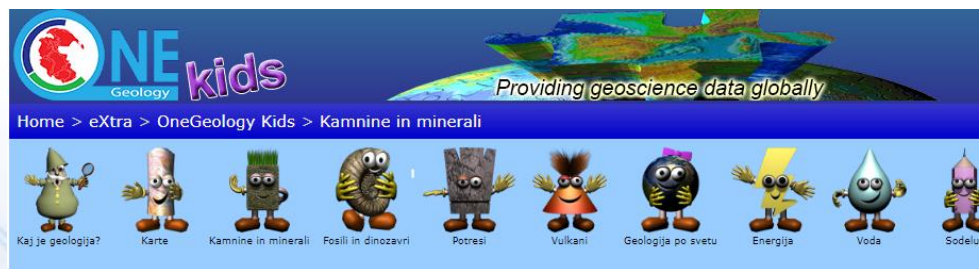 ONE
Geology
kids
Providing geoscience data globally
Home > eXtra > OneGeology Kids > Kamnine in minerali
Kaj je geologija? Karte Kamnine in minerali Fosili in dinozavri Potresi Vulkani Geologija po svetu Energija Voda Sodelu